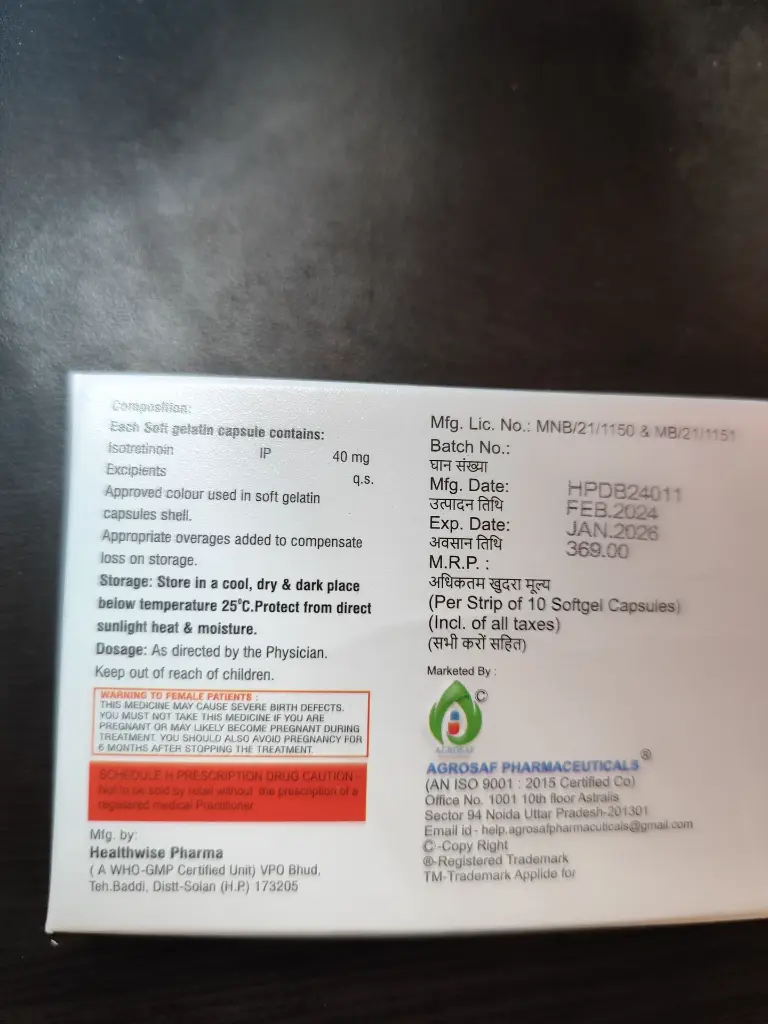 Composition:
Each Soft gelatin capsule contains:
Isotretinoin IP 40 mg
Excipients q.s.
Approved colour used in soft gelatin
capsules shell.
Appropriate overages added to compensate
loss on storage.
Storage: Store in a cool, dry & dark place
below temperature 25°C.Protect from direct
sunlight heat & moisture.
Dosage: As directed by the Physician.
Keep out of reach of children.
WARNING TO FEMALE PATIENTS :
THIS MEDICINE MAY CAUSE SEVERE BIRTH DEFECTS.
YOU MUST NOT TAKE THIS MEDICINE IF YOU ARE
PREGNANT OR MAY LIKELY BECOME PREGNANT DURING
TREATMENT. YOU SHOULD ALSO AVOID PREGNANCY FOR
6 MONTHS AFTER STOPPING THE TREATMENT.
SCHEDULE H PRESCRIPTION DRUG CAUTION -
Not to be sold by retail without the prescription of a
registered medical Practitioner
Mfg. by:
Healthwise Pharma
( A WHO-GMP Certified Unit) VPO Bhud,
Teh.Baddi, Distt-Solan (H.P.) 173205
Mfg. Lic. No.: MNB/21/1150 & MB/21/1151
Batch No.:
घान संख्या
HPDB24011
Mfg. Date:
उत्पादन तिथि
FEB.2024
Exp. Date:
अवसान तिथि
JAN.2026
M.R.P. :
369.00
अधिकतम खुदरा मूल्य
(Per Strip of 10 Softgel Capsules)
(Incl. of all taxes)
(सभी करों सहित)
Marketed By :
©
AGROSAF
AGROSAF PHARMACEUTICALS ®
(AN ISO 9001 : 2015 Certified Co)
Office No. 1001 10th floor Astralis
Sector 94 Noida Uttar Pradesh-201301
Email id - help.agrosafpharmacuticals@gmail.com
©-Copy Right
®-Registered Trademark
TM-Trademark Applide for